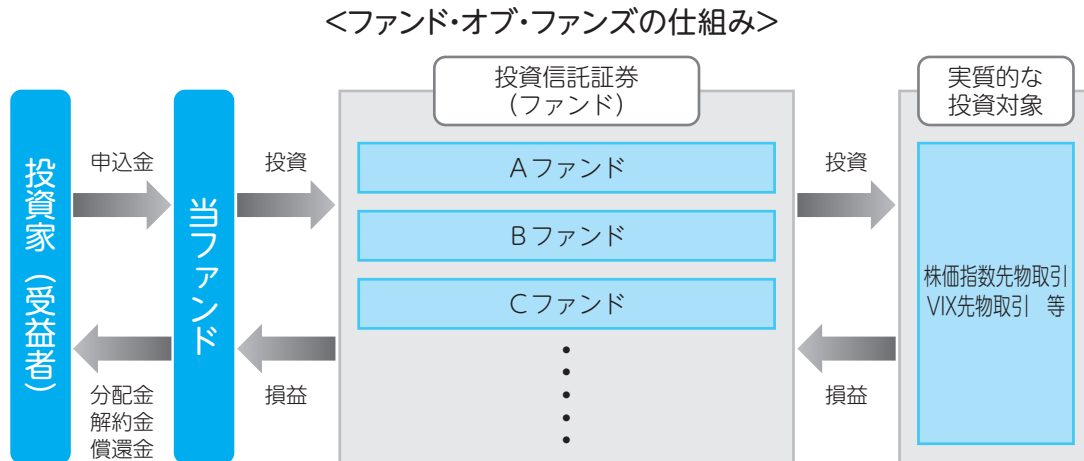 <ファンド・オブ・ファンズの仕組み>
投資家（受益者）
申込金
分配金
解約金
償還金
当ファンド
投資
損益
投資信託証券
（ファンド）
Aファンド
Bファンド
Cファンド
投資
損益
実質的な
投資対象
株価指数先物取引
VIX先物取引　等